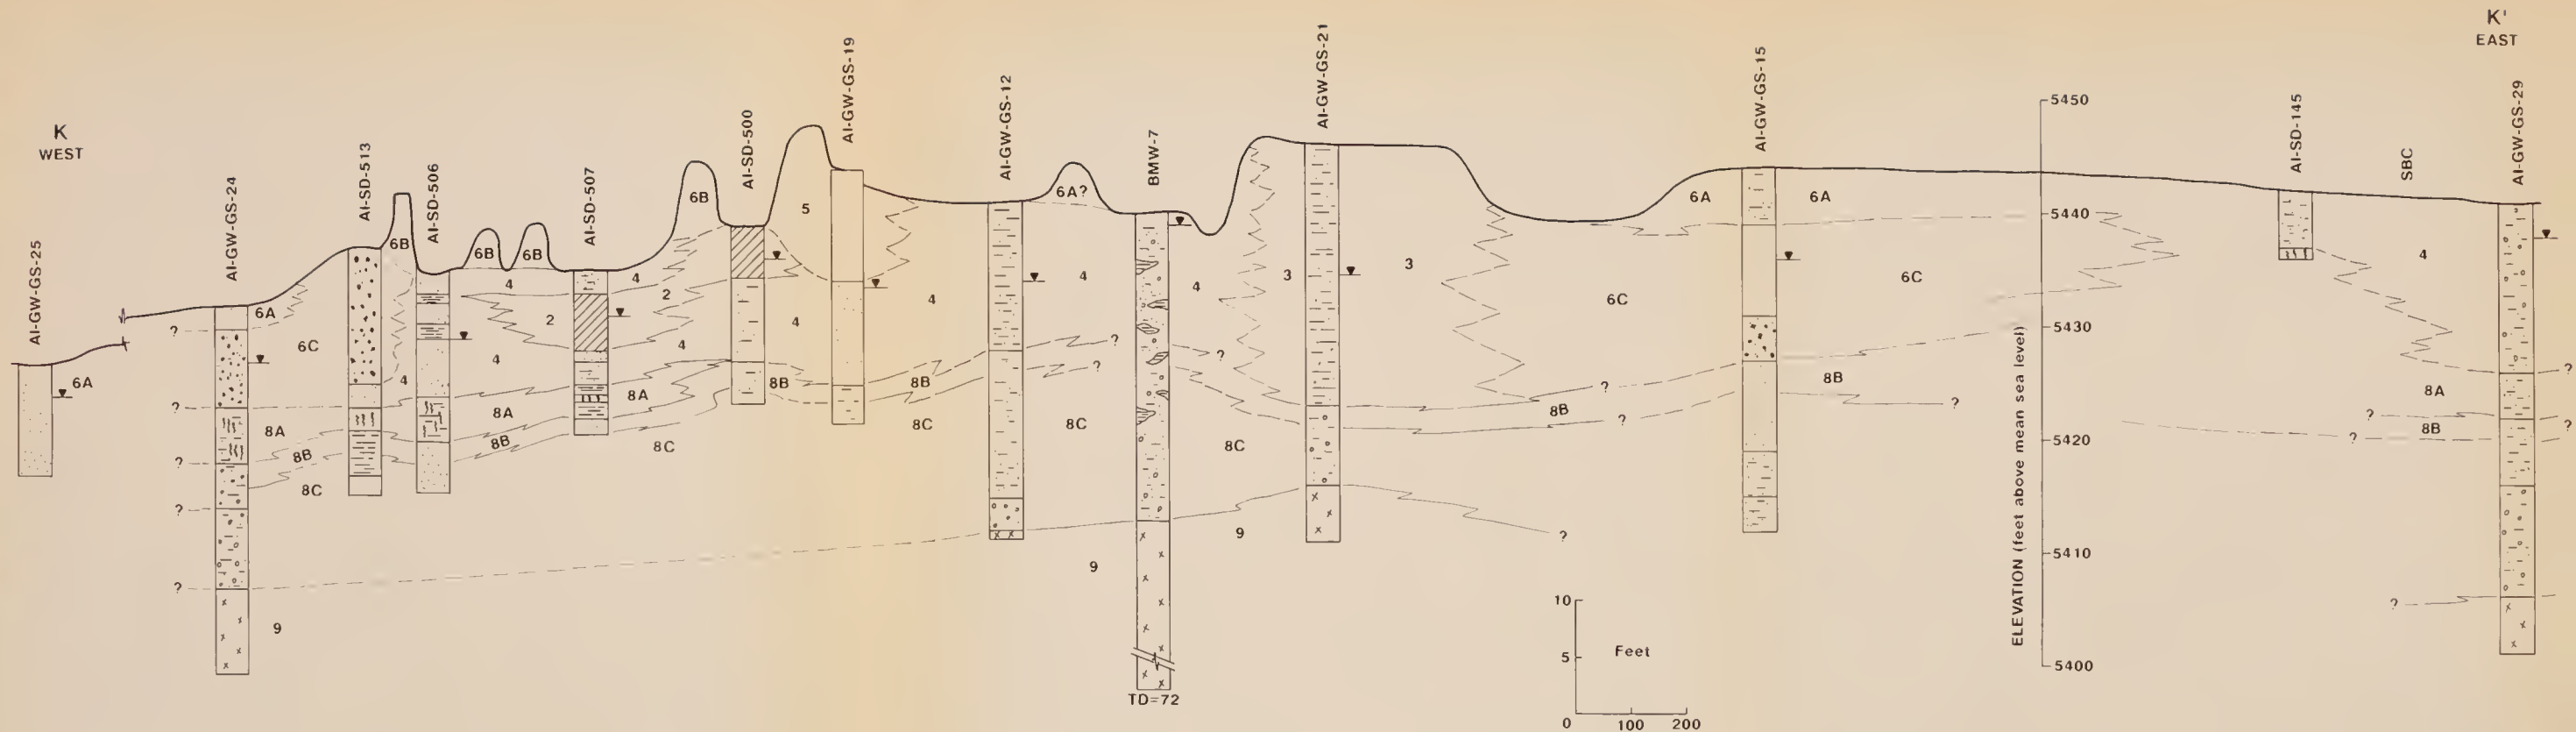 K
WEST
K'
EAST
AI-GW-GS-25
AI-GW-GS-24
AI-SD-513
AI-SD-506
AI-SD-507
AI-SD-500
AI-GW-GS-19
AI-GW-GS-12
BMW-7
AI-GW-GS-21
AI-GW-GS-15
AI-SD-145
SBC
AI-GW-GS-29
5450
5440
5430
5420
5410
5400
ELEVATION (feet above mean sea level)
6B
6B
6B
6B
5
6A?
6A
6A
4
4
2
4
3
3
4
4
4
6A
?
6C
2
4
4
4
6C
6C
6A
?
?
?
4
?
8A
8A
8A
8B
8B
8B
?
8B
?
8A
?
?
8B
8B
8B
8C
8C
8C
8C
8C
?
?
?
?
?
?
9
?
9
?
9
?
10
5
0
100
200
Feet
TD=72